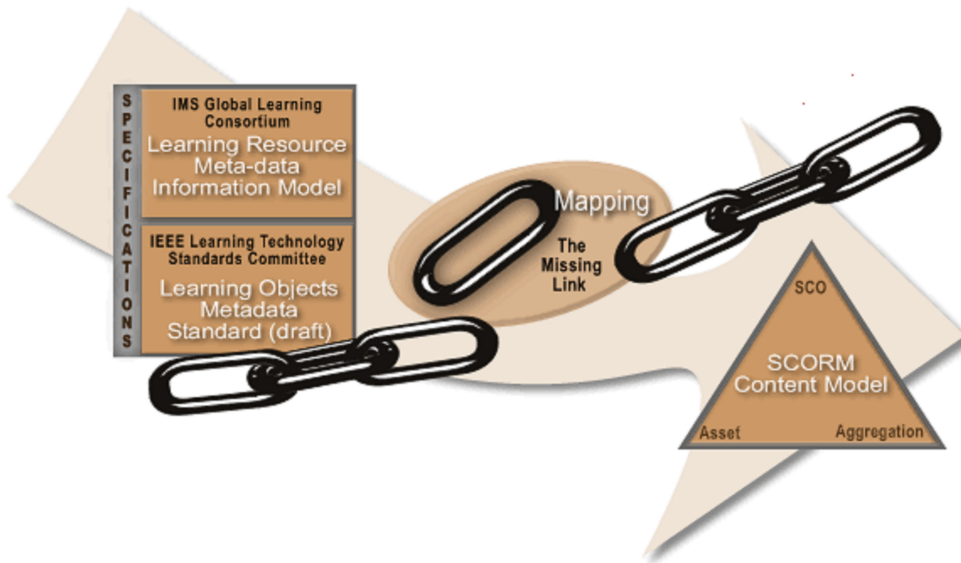 SPECIFICATIONS
IMS Global Learning
Consortium
Learning Resource
Meta-data
Information Model
IEEE Learning Technology
Standards Committee
Learning Objects
Metadata
Standard (draft)
Mapping
The
Missing
Link
SCO
SCORM
Content Model
Asset
Aggregation